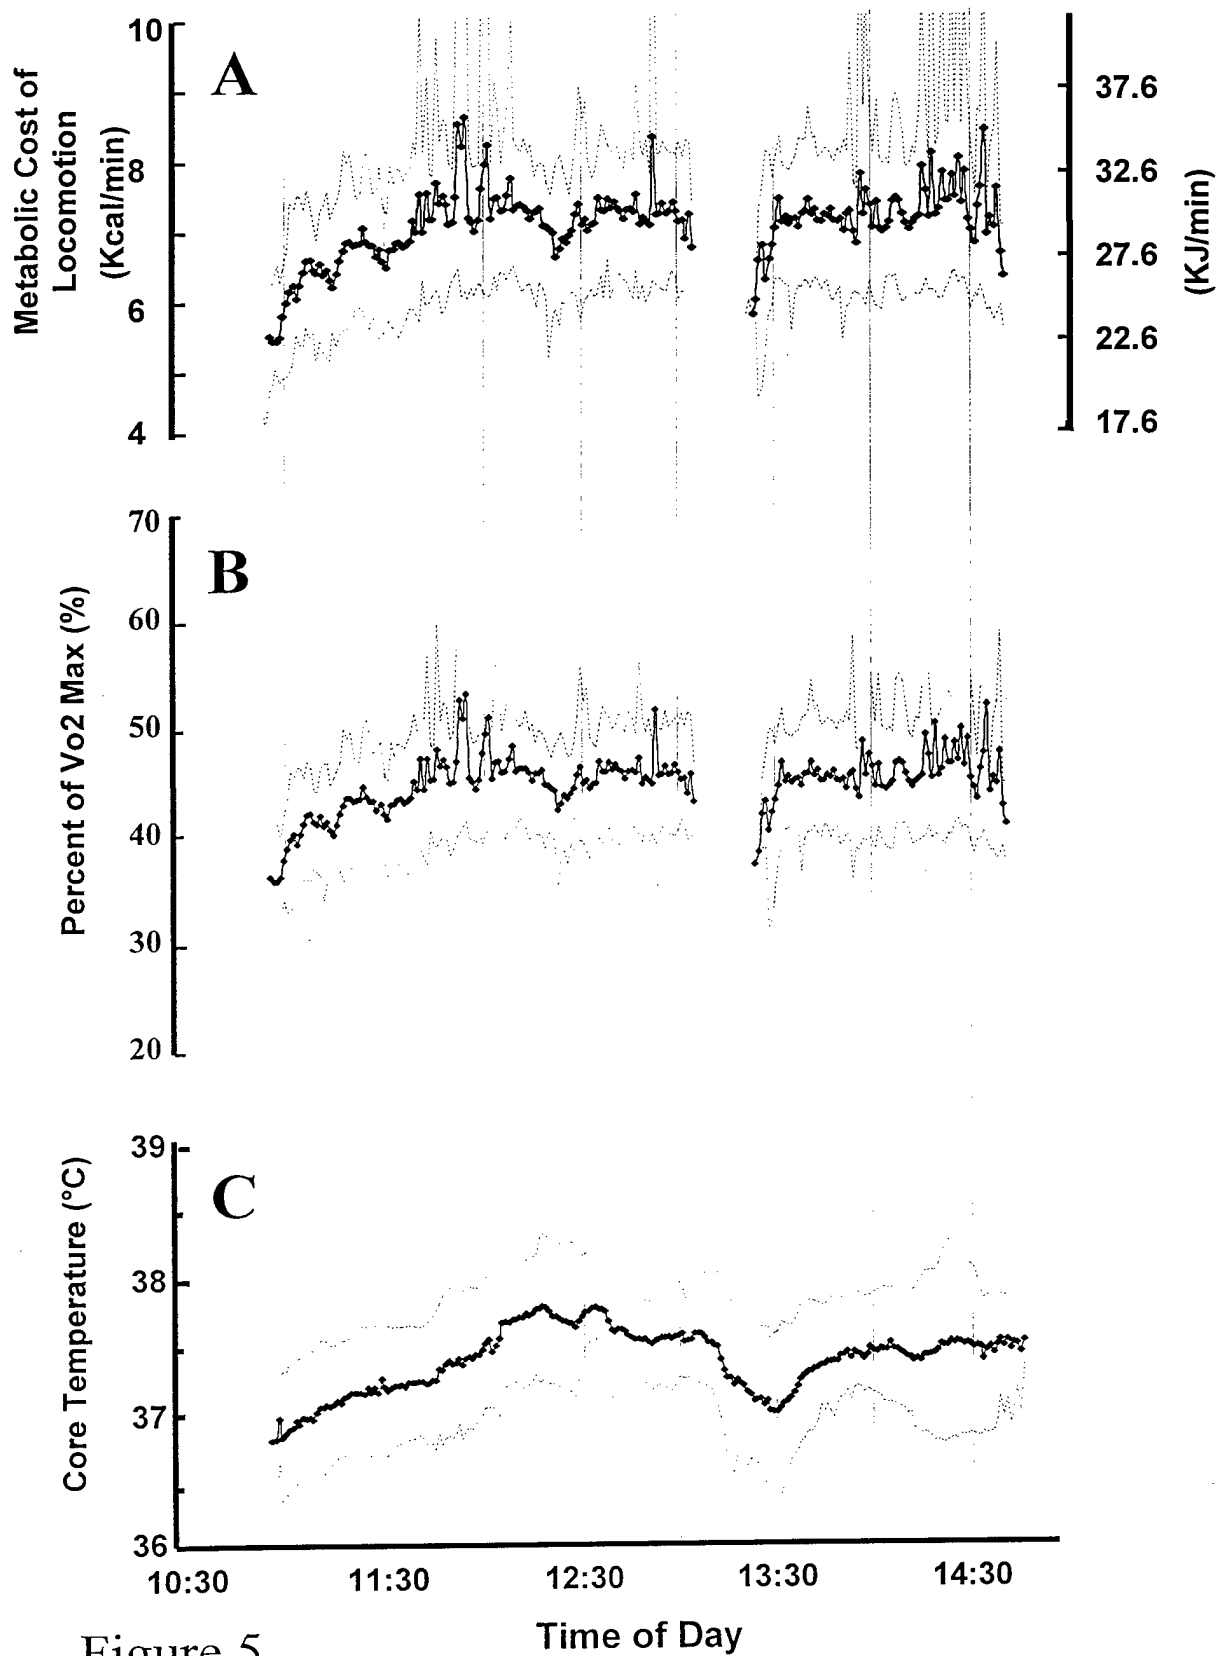 A
Metabolic Cost of
Locomotion
(Kcal/min)
10
8
6
4
37.6
32.6
27.6
22.6
17.6
(KJ/min)
B
Percent of Vo2 Max (%)
70
60
50
40
30
20
C
Core Temperature (°C)
39
38
37
36
10:30 11:30 12:30 13:30 14:30
Time of Day
Figure 5